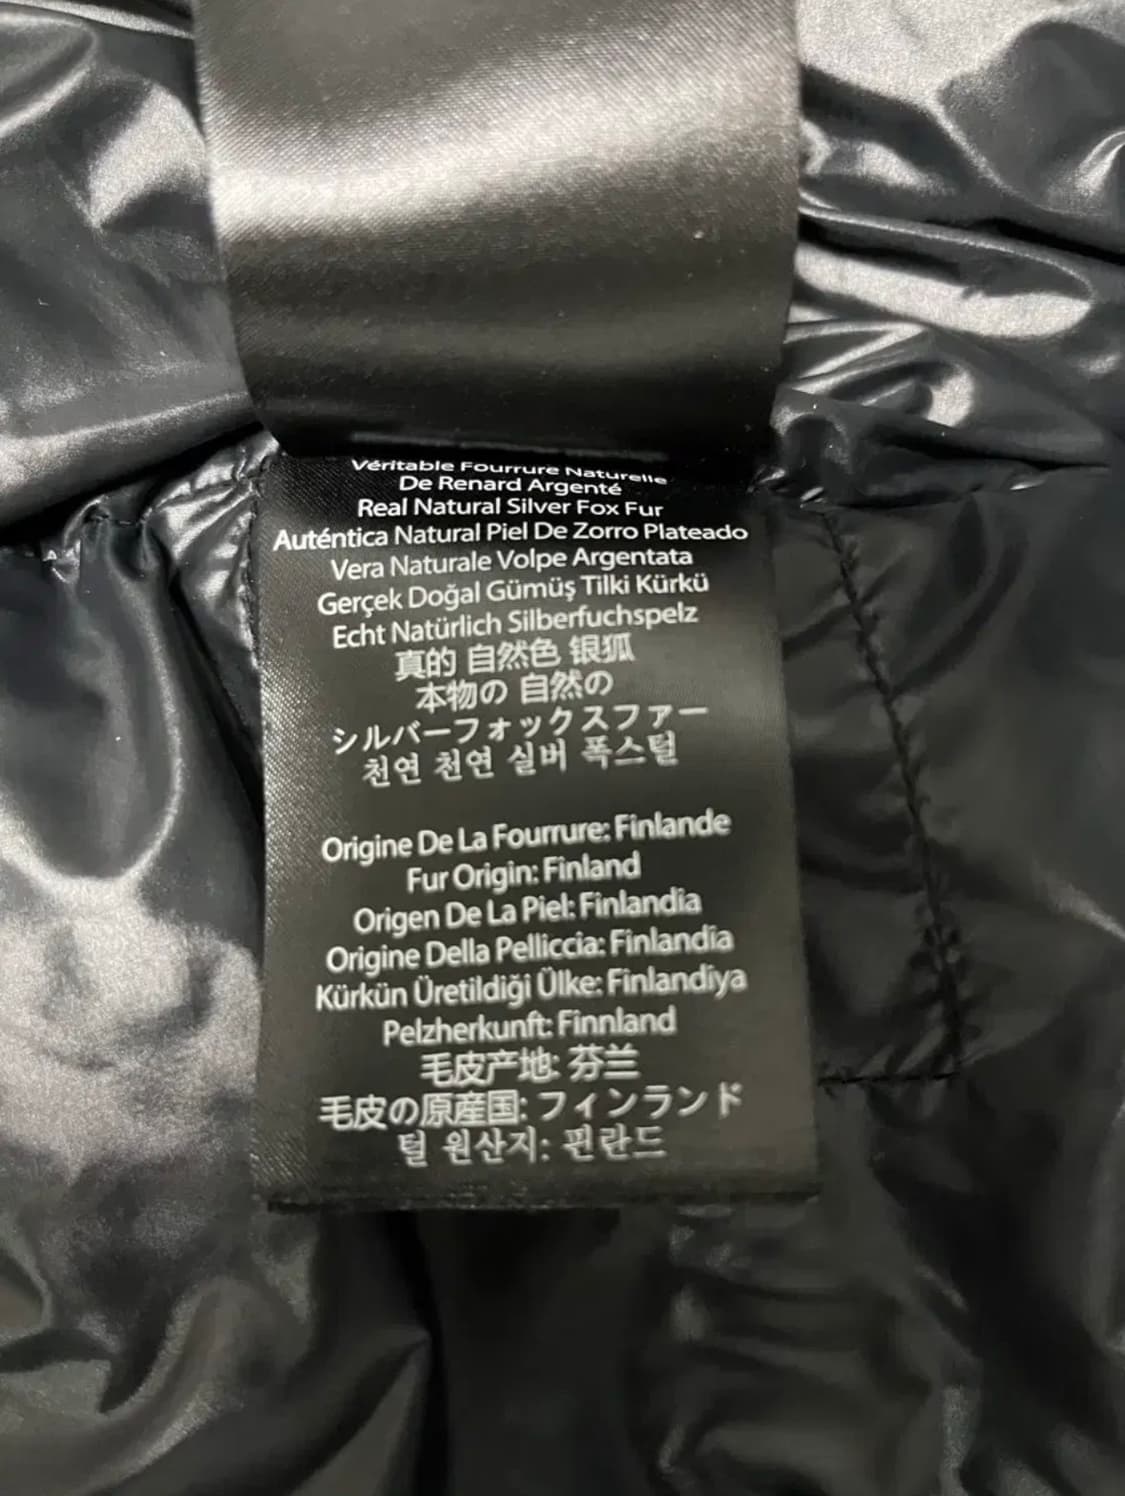 Véritable Fourrure Naturelle
De Renard Argenté
Real Natural Silver Fox Fur
Auténtica Natural Piel De Zorro Plateado
Vera Naturale Volpe Argentata
Gerçek Doğal Gümüş Tilki Kürkü
Echt Natürlich Silberfuchspelz
真的 自然色 银狐
本物の 自然の
シルバーフォックスファー
천연 천연 실버 폭스털
Origine De La Fourrure: Finlande
Fur Origin: Finland
Origen De La Piel: Finlandia
Origine Della Pelliccia: Finlandia
Kürkün Üretildiği Ülke: Finlandiya
Pelzherkunft: Finnland
毛皮产地: 芬兰
毛皮の原産国: フィンランド
털 원산지: 핀란드